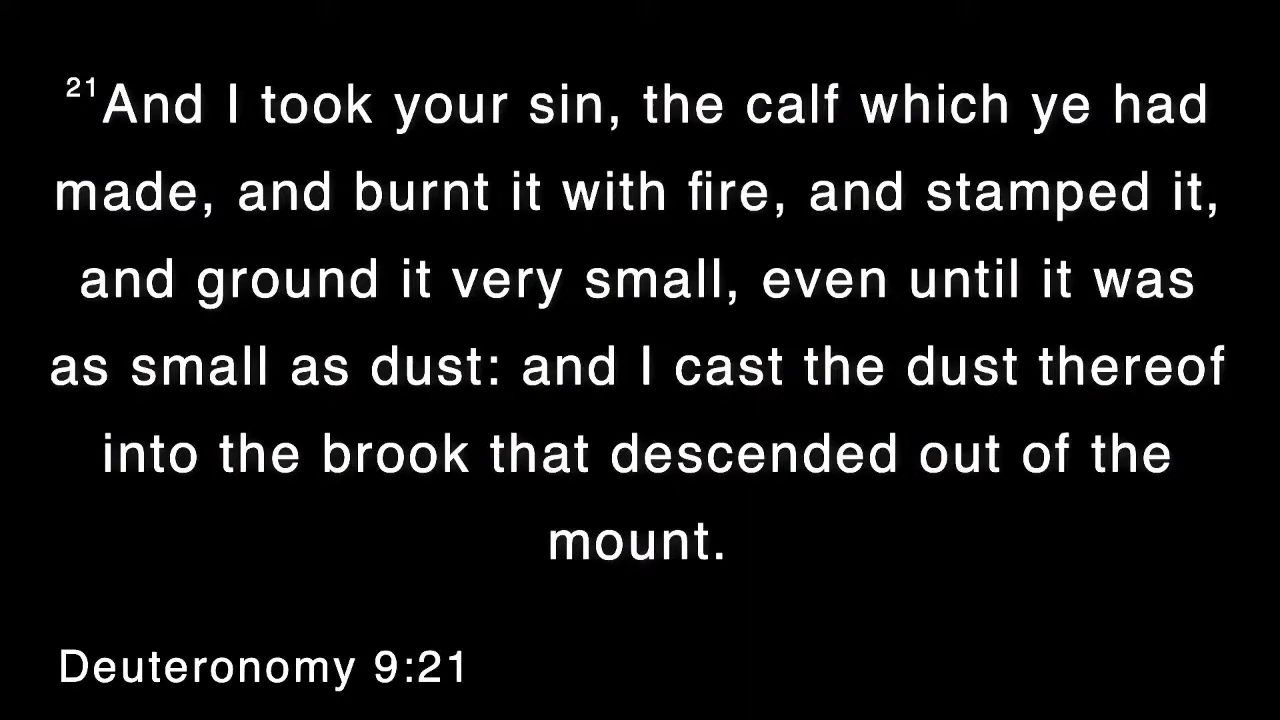 21And I took your sin, the calf which ye had
made, and burnt it with fire, and stamped it,
and ground it very small, even until it was
as small as dust: and I cast the dust thereof
into the brook that descended out of the
mount.
Deuteronomy 9:21